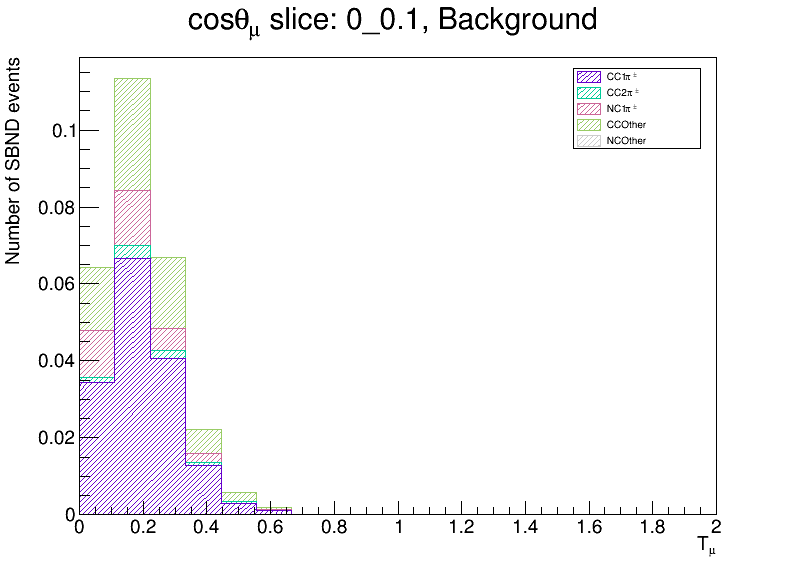 cosθμ slice: 0_0.1, Background
Number of SBND events
CC1π ±
CC2π ±
NC1π ±
CCOther
NCOther
0.1
0.08
0.06
0.04
0.02
0
0 0.2 0.4 0.6 0.8 1 1.2 1.4 1.6 1.8 2
Tμ